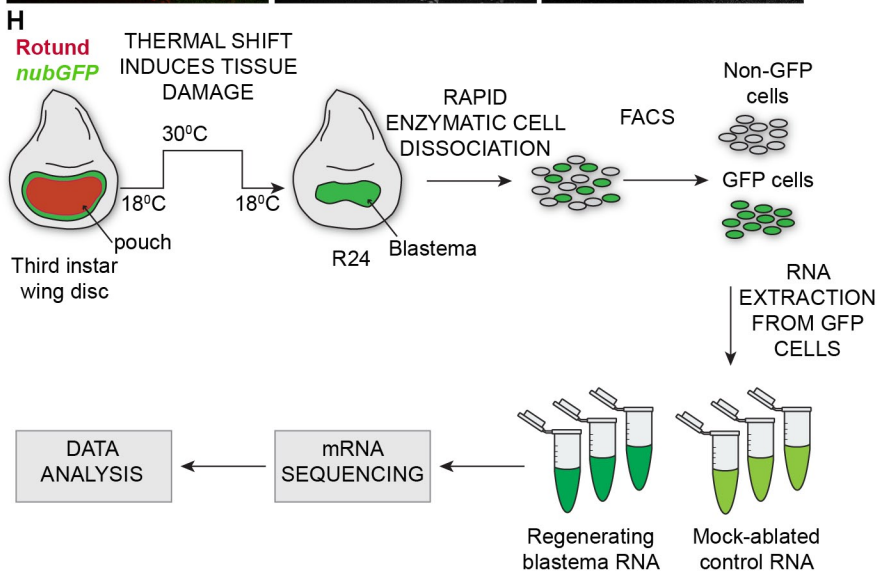 H
Rotund
nubGFP
THERMAL SHIFT
INDUCES TISSUE
DAMAGE
30⁰C
18⁰C
18⁰C
pouch
Third instar
wing disc
R24
Blastema
RAPID
ENZYMATIC CELL
DISSOCIATION
FACS
Non-GFP
cells
GFP cells
RNA
EXTRACTION
FROM GFP
CELLS
Regenerating
blastema RNA
Mock-ablated
control RNA
mRNA
SEQUENCING
DATA
ANALYSIS